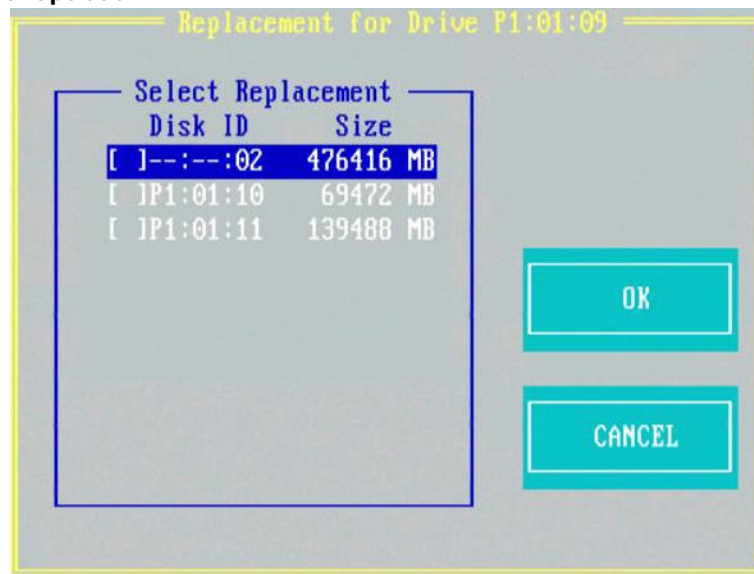 Replacement for Drive P1:01:09
Select Replacement
Disk ID Size
[ ]--:--:02 476416 MB
[ ]P1:01:10 69472 MB
[ ]P1:01:11 139488 MB
OK
CANCEL